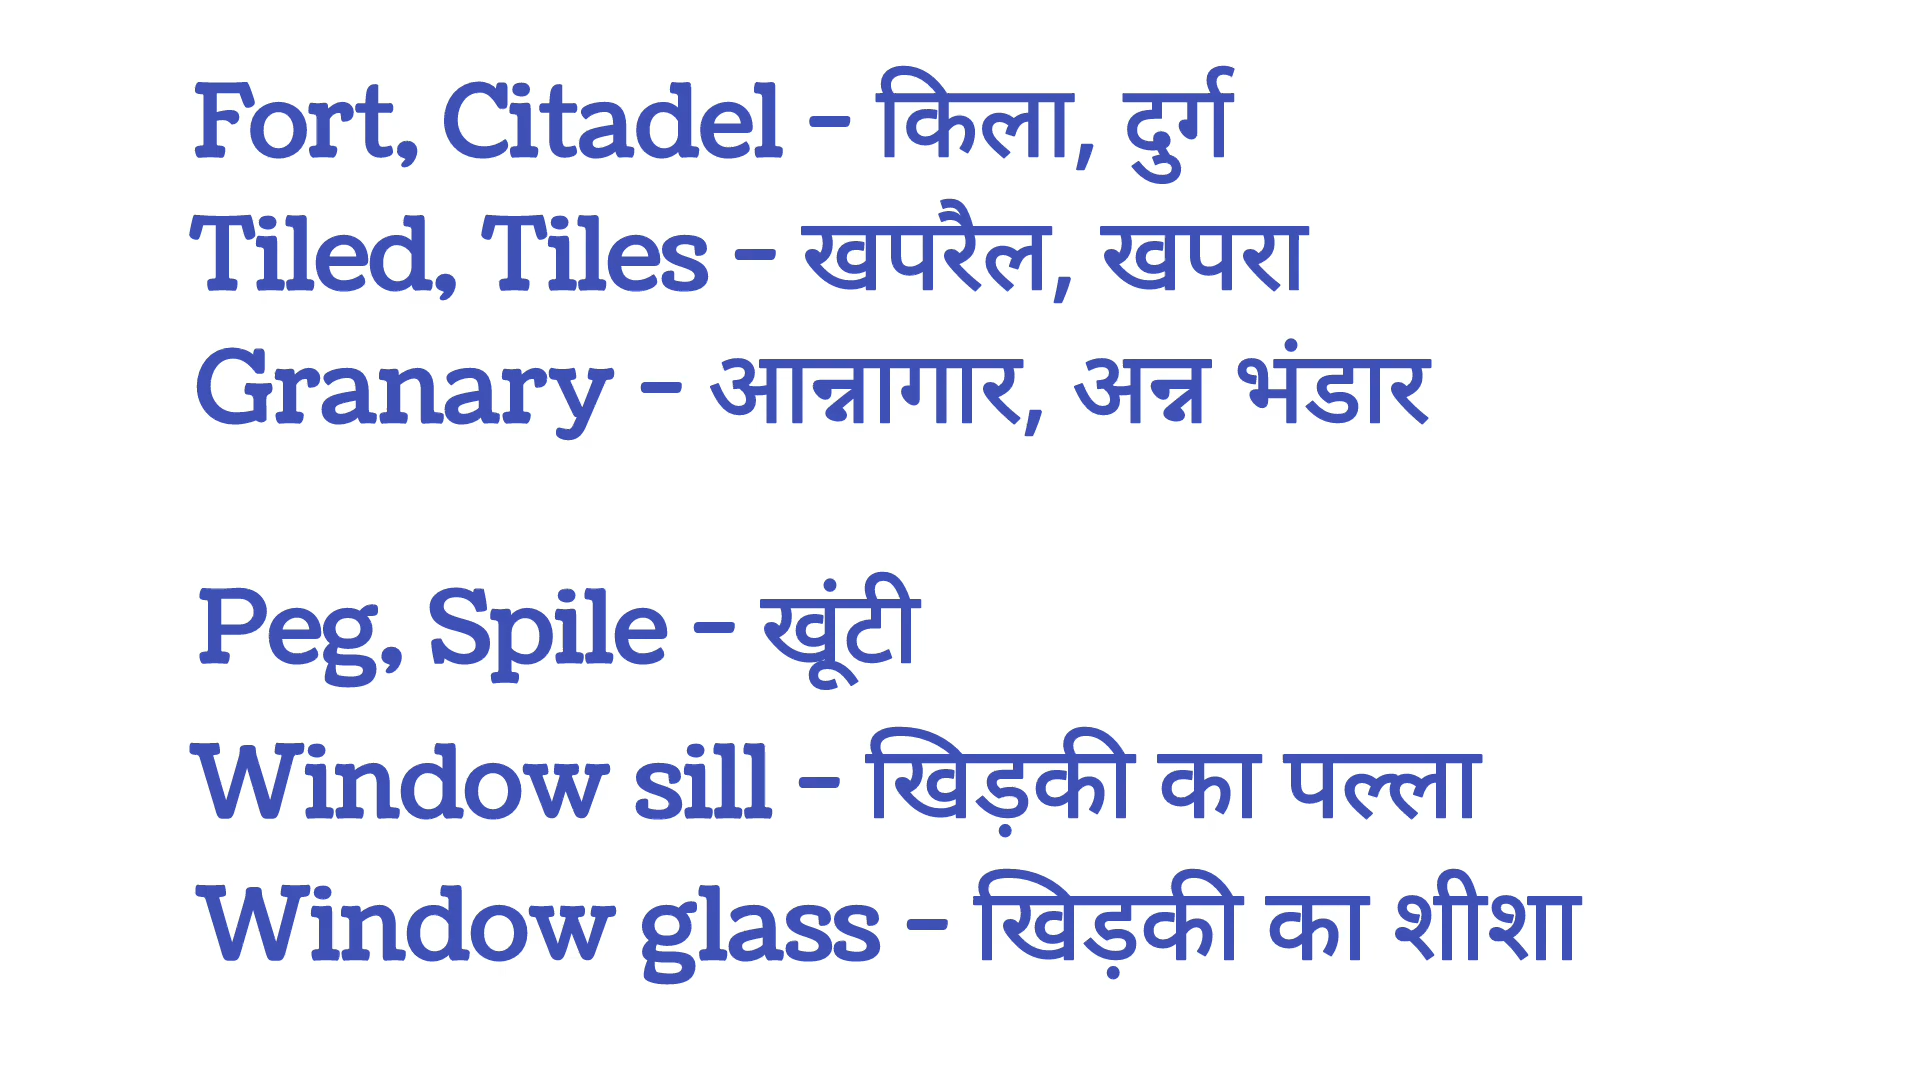 Fort, Citadel - किला, दुर्ग
Tiled, Tiles - खपरैल, खपरा
Granary - आन्नागार, अन्न भंडार
Peg, Spile - खूंटी
Window sill - खिड़की का पल्ला
Window glass - खिड़की का शीशा